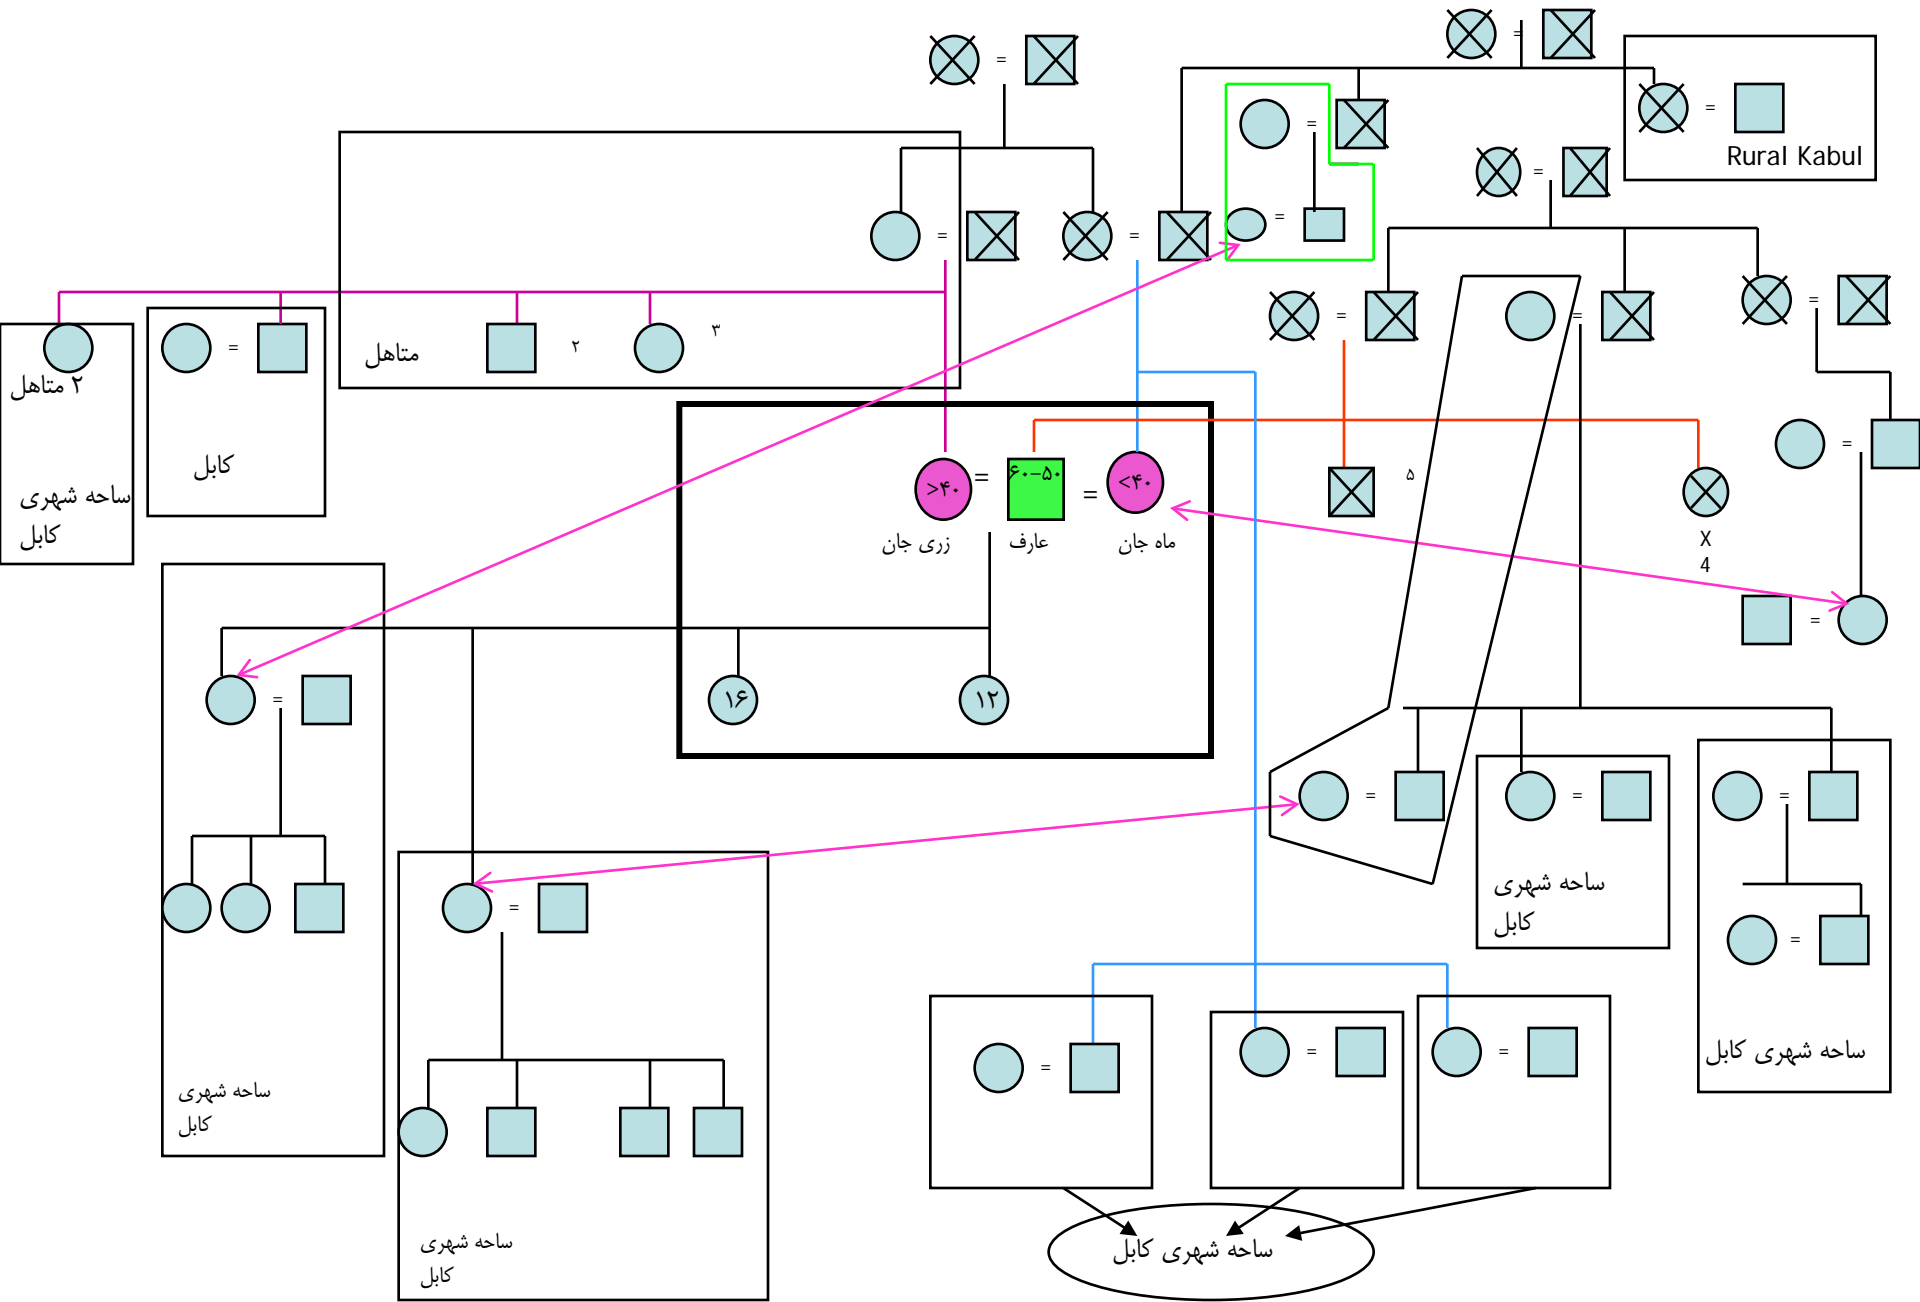 Rural Kabul
۳
۲
متاهل
۲ متاهل
کابل
ساحه شهری
کابل
>۴۰
=
۶۰-۵۰
=
<۴۰
۵
زری جان
عارف
ماه جان
X
4
۱۶
۱۲
ساحه شهری
کابل
ساحه شهری کابل
ساحه شهری
کابل
ساحه شهری
کابل
ساحه شهری کابل